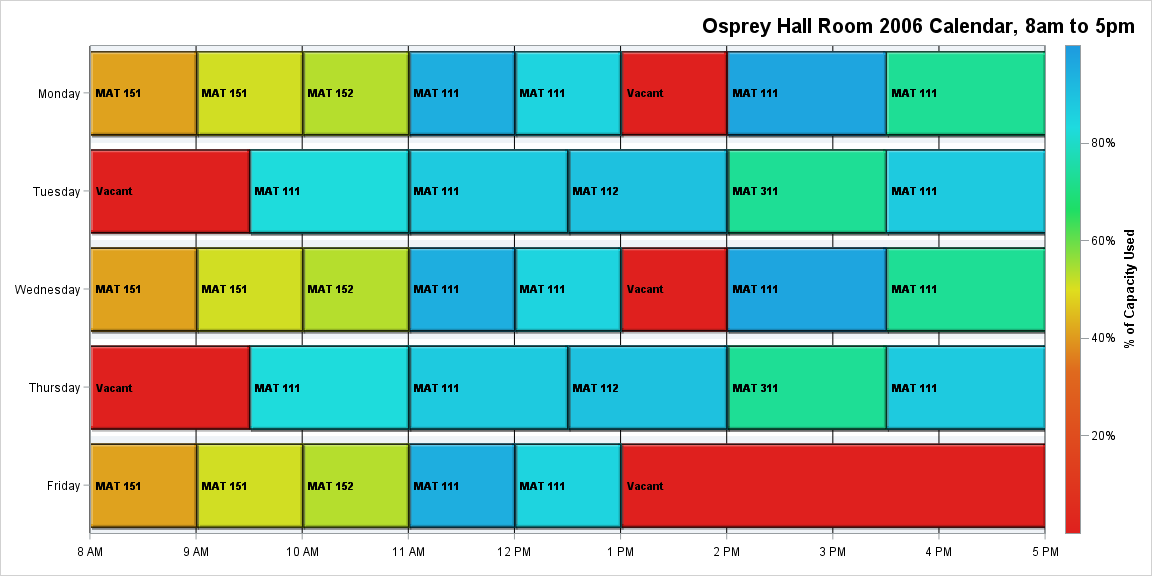 Osprey Hall Room 2006 Calendar, 8am to 5pm
Monday
MAT 151
MAT 151
MAT 152
MAT 111
MAT 111
Vacant
MAT 111
MAT 111
Tuesday
Vacant
MAT 111
MAT 111
MAT 112
MAT 311
MAT 111
Wednesday
MAT 151
MAT 151
MAT 152
MAT 111
MAT 111
Vacant
MAT 111
MAT 111
Thursday
Vacant
MAT 111
MAT 111
MAT 112
MAT 311
MAT 111
Friday
MAT 151
MAT 151
MAT 152
MAT 111
MAT 111
Vacant
8 AM
9 AM
10 AM
11 AM
12 PM
1 PM
2 PM
3 PM
4 PM
5 PM
80%
60%
40%
20%
% of Capacity Used